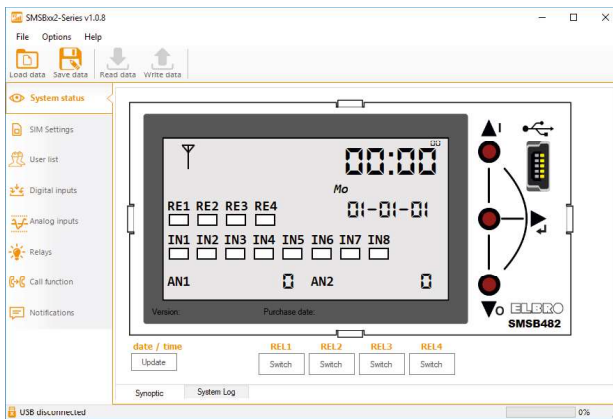 SMSBxx2-Series v1.0.8
File Options Help
Load data Save data Read data Write data
System status
SIM Settings
User list
Digital inputs
Analog inputs
Relays
Call function
Notifications
00:00 00
Mo
01-01-01
RE1 RE2 RE3 RE4
IN1 IN2 IN3 IN4 IN5 IN6 IN7 IN8
AN1 0 AN2 0
Version: Purchase date:
I
O
ELBRO
SMSB482
date / time REL1 REL2 REL3 REL4
Update Switch Switch Switch Switch
Synoptic System Log
USB disconnected 0%